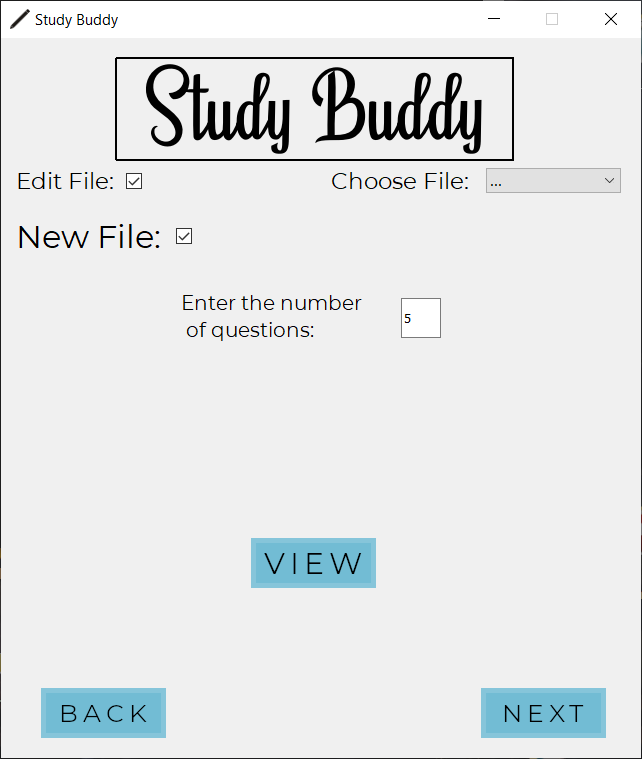 Study Buddy
Study Buddy
Edit File:
Choose File: ...
New File:
Enter the number
of questions:
5
VIEW
BACK
NEXT